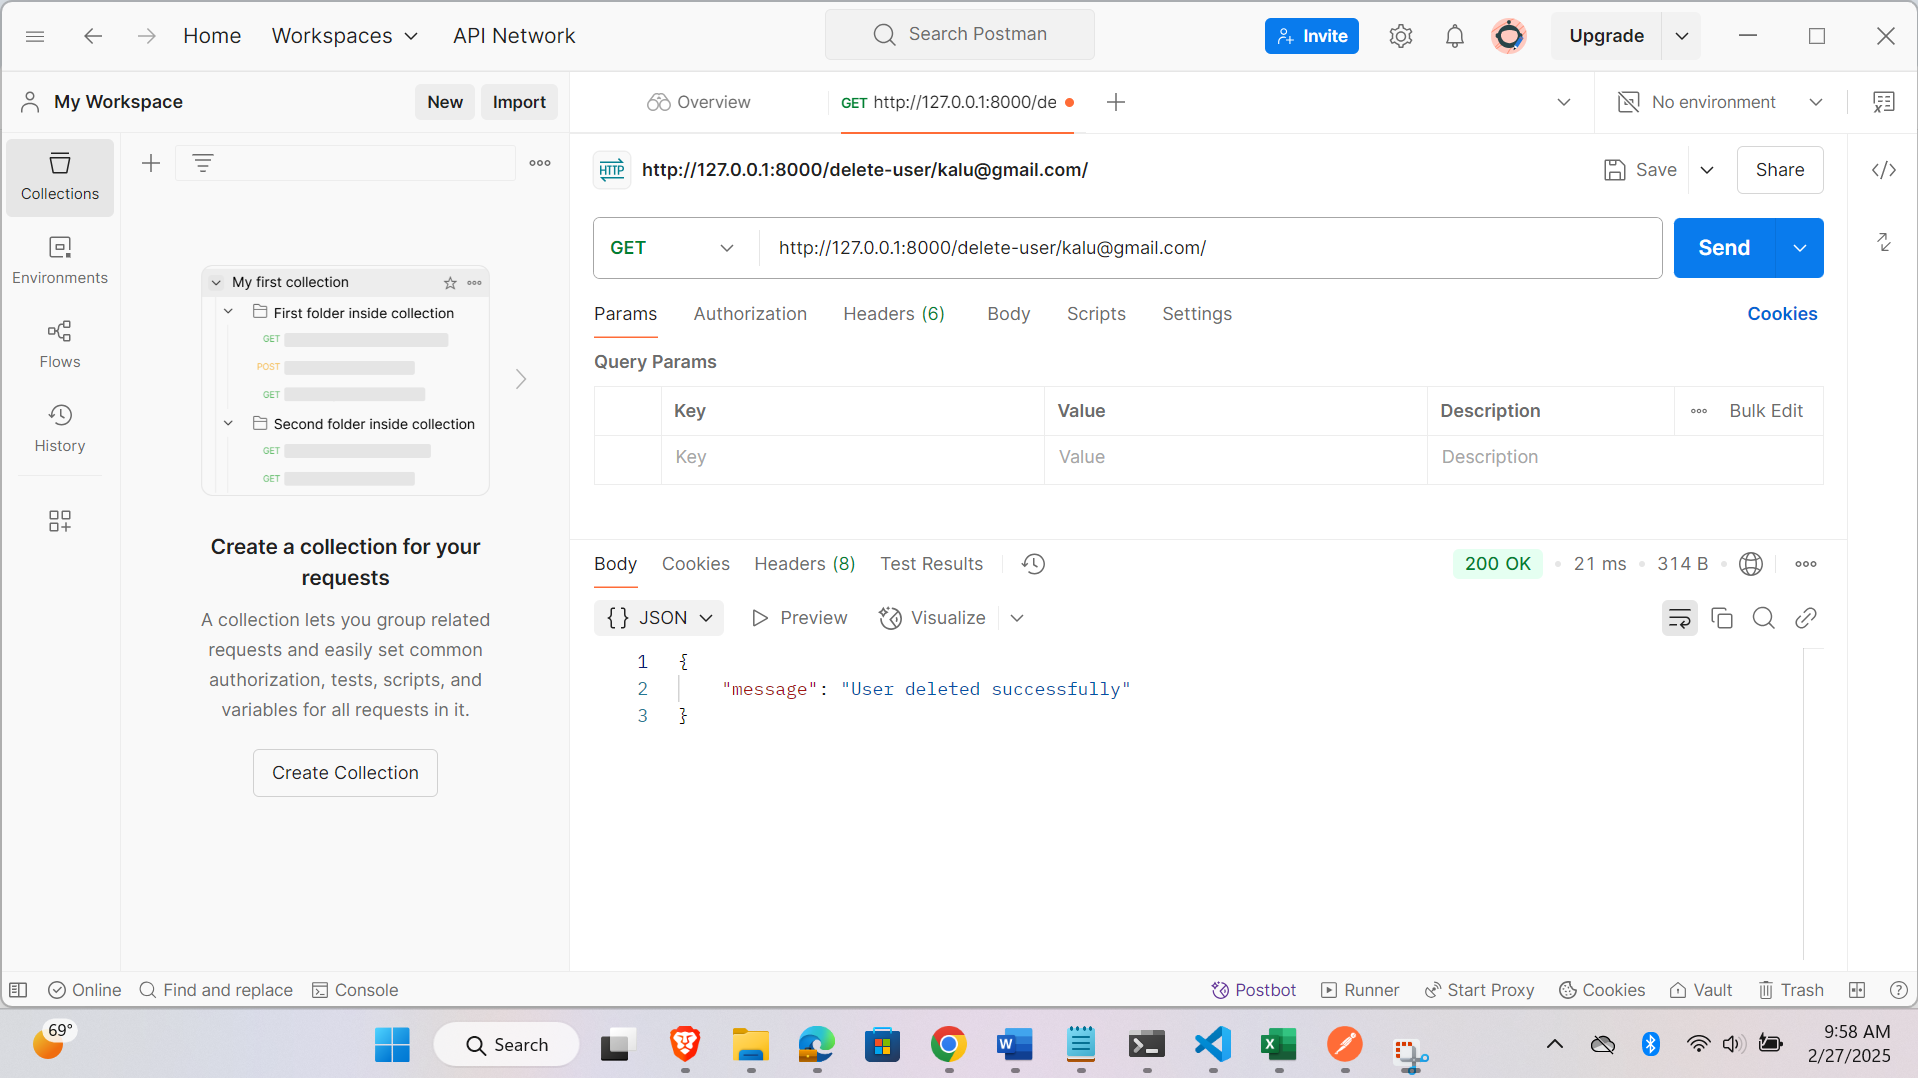 Home Workspaces API Network Search Postman Invite Upgrade
My Workspace New Import Overview GET http://127.0.0.1:8000/de No environment
Collections
Environments
Flows
History
My first collection
First folder inside collection
GET
POST
GET
Second folder inside collection
GET
GET
Create a collection for your
requests
A collection lets you group related
requests and easily set common
authorization, tests, scripts, and
variables for all requests in it.
Create Collection
HTTP http://127.0.0.1:8000/delete-user/kalu@gmail.com/ Save Share
GET http://127.0.0.1:8000/delete-user/kalu@gmail.com/ Send
Params Authorization Headers (6) Body Scripts Settings Cookies
Query Params
Key Value Description Bulk Edit
Key Value Description
Body Cookies Headers (8) Test Results 200 OK 21 ms 314 B
{} JSON Preview Visualize
1 {
2 "message": "User deleted successfully"
3 }
Online Find and replace Console Postbot Runner Start Proxy Cookies Vault Trash
69° Search 9:58 AM
2/27/2025